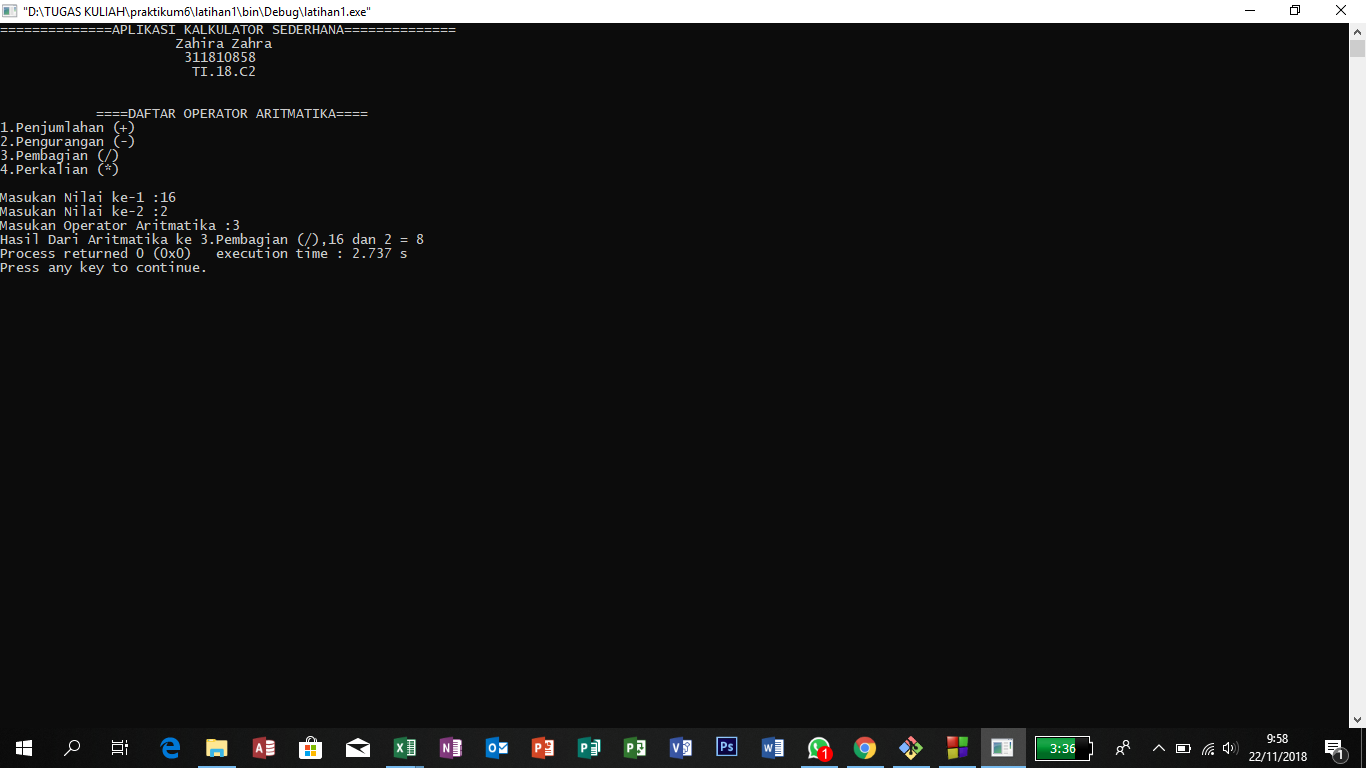 "D:\TUGAS KULIAH\praktikum6\latihan1\bin\Debug\latihan1.exe"
==============APLIKASI KALKULATOR SEDERHANA==============
Zahira Zahra
311810858
TI.18.C2
====DAFTAR OPERATOR ARITMATIKA====
1.Penjumlahan (+)
2.Pengurangan (-)
3.Pembagian (/)
4.Perkalian (*)
Masukan Nilai ke-1 :16
Masukan Nilai ke-2 :2
Masukan Operator Aritmatika :3
Hasil Dari Aritmatika ke 3.Pembagian (/),16 dan 2 = 8
Process returned 0 (0x0)   execution time : 2.737 s
Press any key to continue.
3:36
9:58
22/11/2018